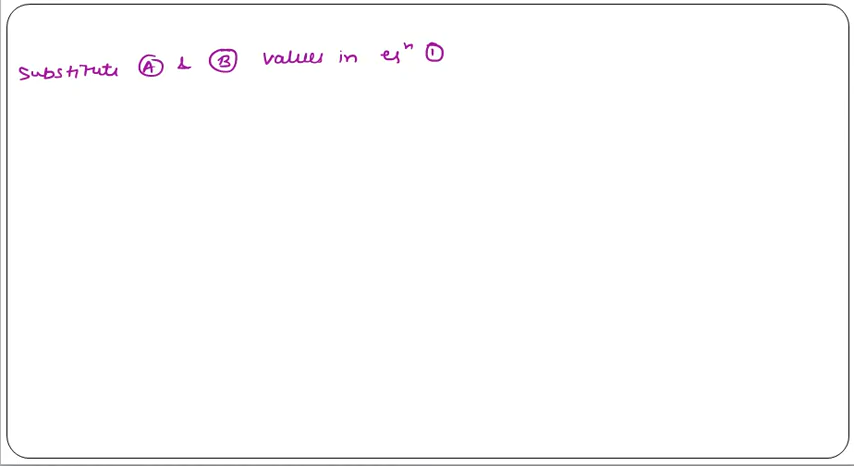 Substitute Ⓐ & Ⓑ values in eqⁿ ①